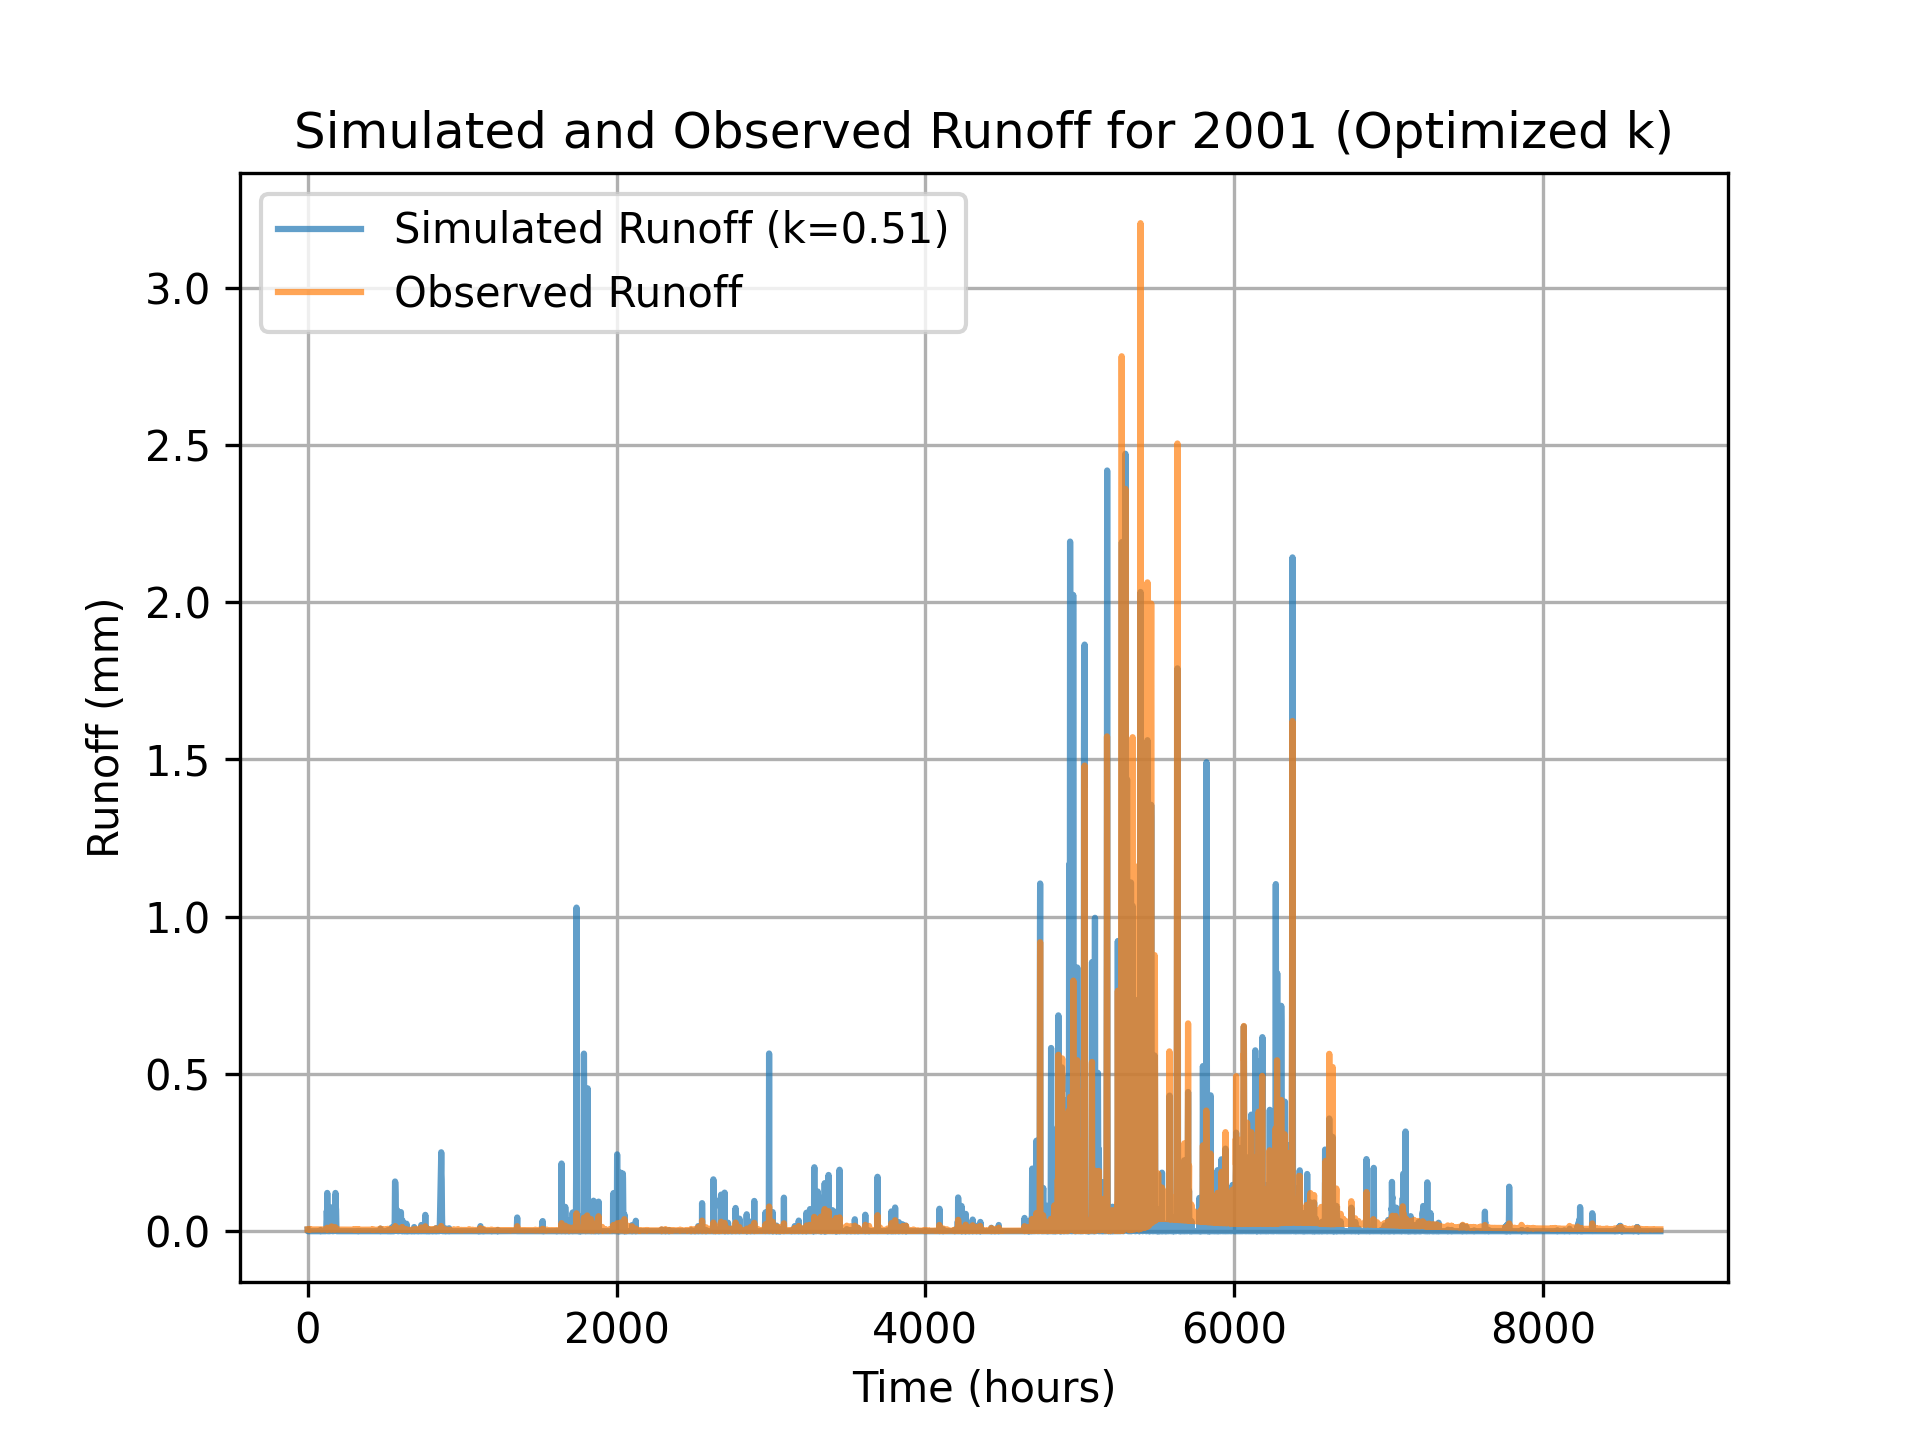 Simulated and Observed Runoff for 2001 (Optimized k)
Simulated Runoff (k=0.51)
Observed Runoff
3.0
2.5
2.0
1.5
1.0
0.5
0.0
Runoff (mm)
0 2000 4000 6000 8000
Time (hours)